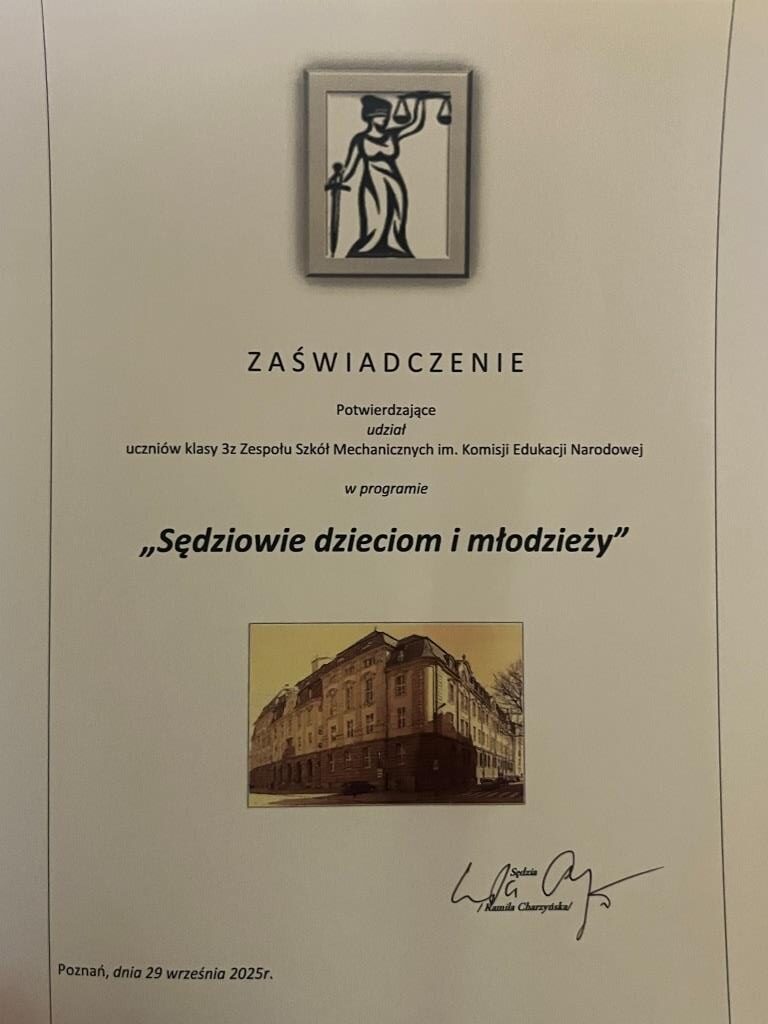 ZAŚWIADCZENIE
Potwierdzające
udział
uczniów klasy 3z Zespołu Szkół Mechanicznych im. Komisji Edukacji Narodowej
w programie
„Sędziowie dzieciom i młodzieży”
Sędzia
/ Kamila Charzyńska/
Poznań, dnia 29 września 2025r.